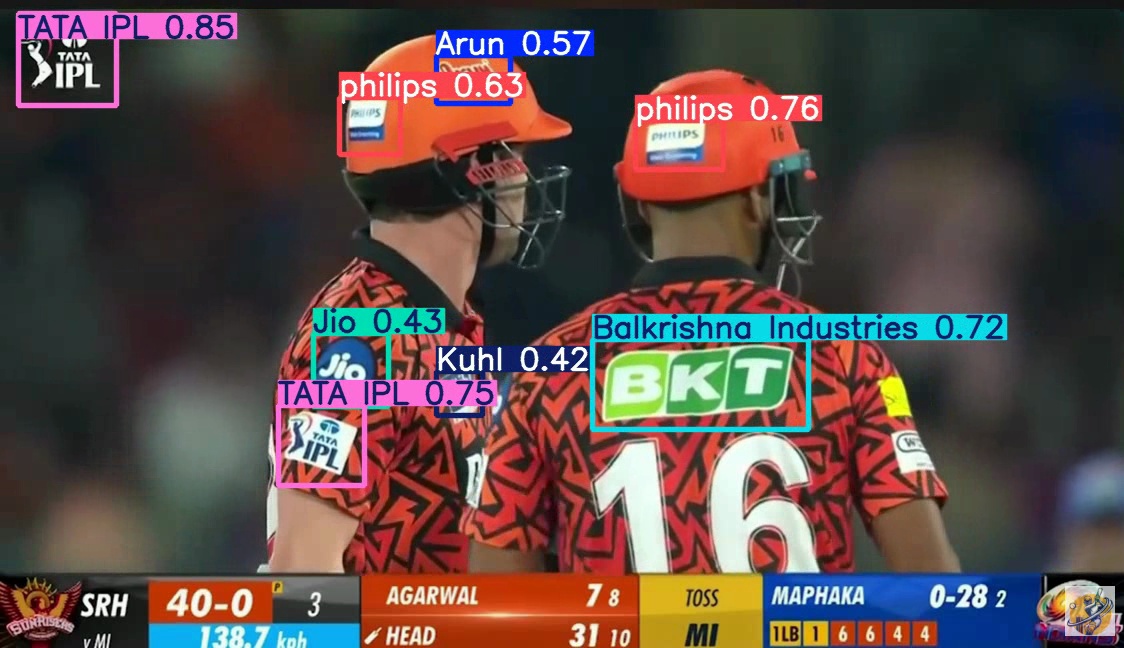 TATA IPL 0.85
TATA
IPL
Arun 0.57
philips 0.63
PHILIPS
philips 0.76
PHILIPS
16
Jio 0.43
Jio
Kuhl 0.42
Balkrishna Industries 0.72
BKT
TATA IPL 0.75
TATA
IPL
16
SUNRISERS
SRH
v MI
40-0
P
3
138.7 kph
AGARWAL 7 8
HEAD 31 10
TOSS
MI
MAPHAKA 0-28 2
1LB 1 6 6 4 4